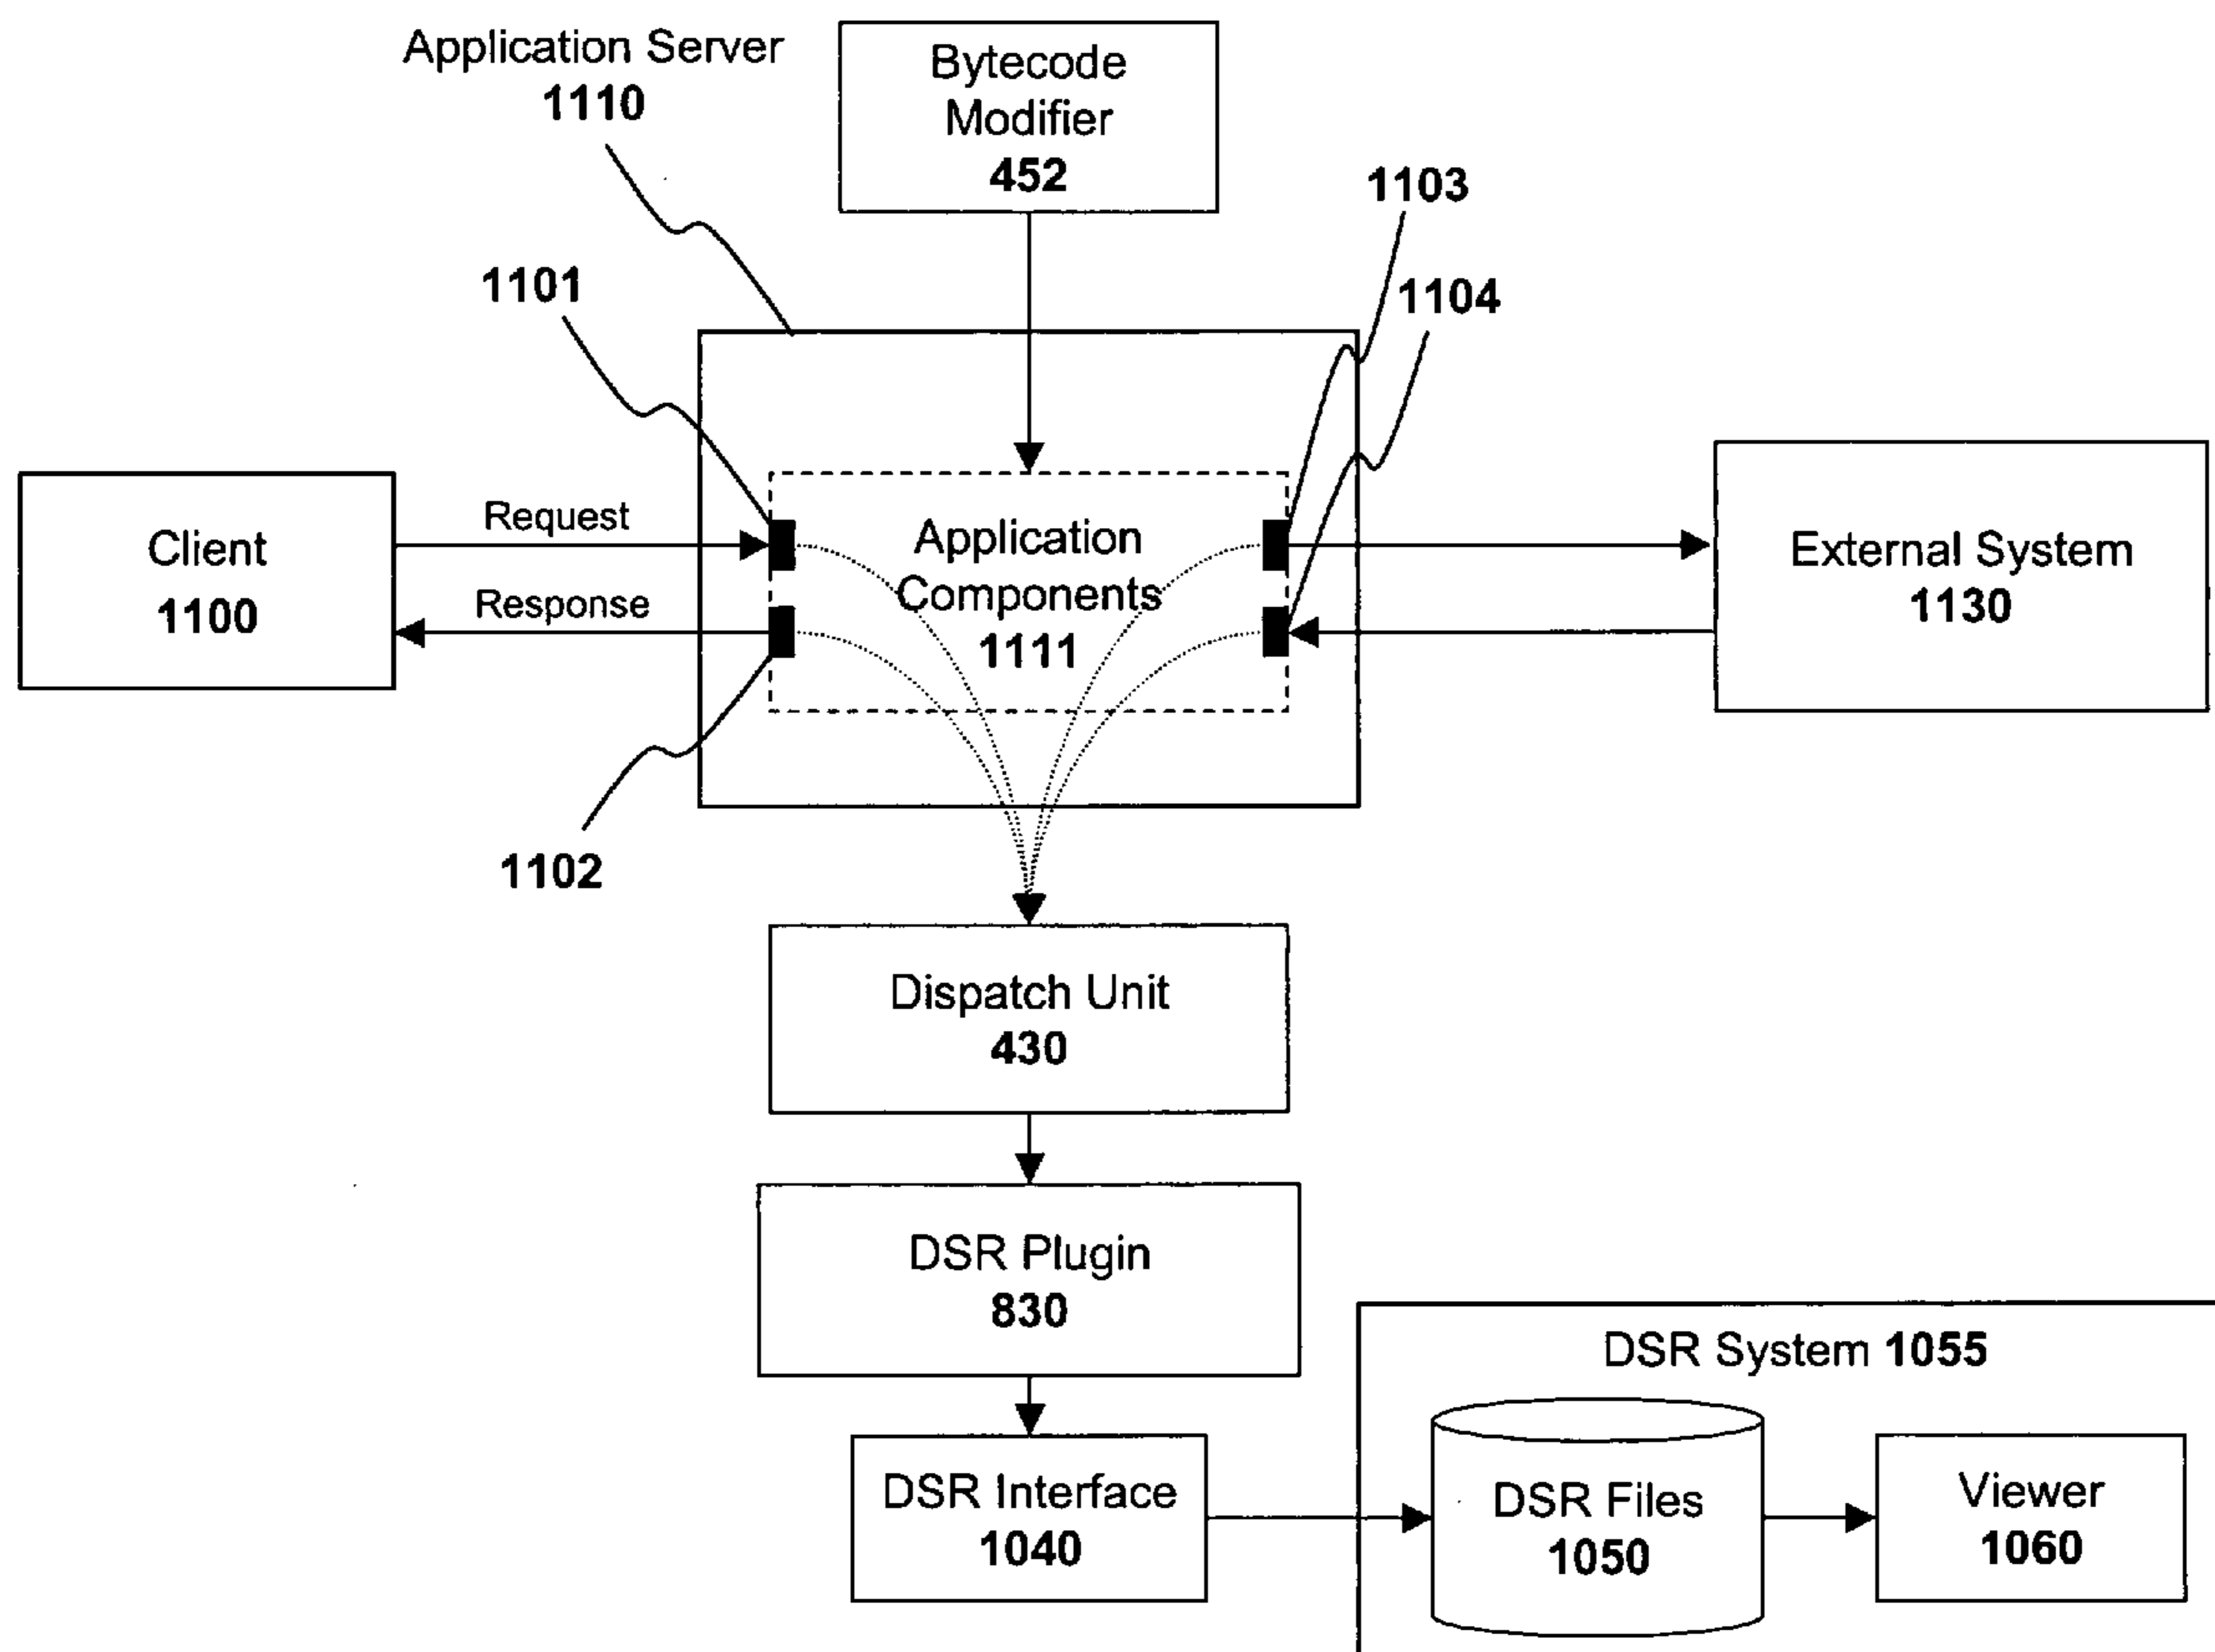 Application Server
1110
Bytecode
Modifier
452
1103
1101
1104
Client
1100
Request
Response
Application
Components
1111
External System
1130
1102
Dispatch Unit
430
DSR Plugin
830
DSR System 1055
DSR Interface
1040
DSR Files
1050
Viewer
1060